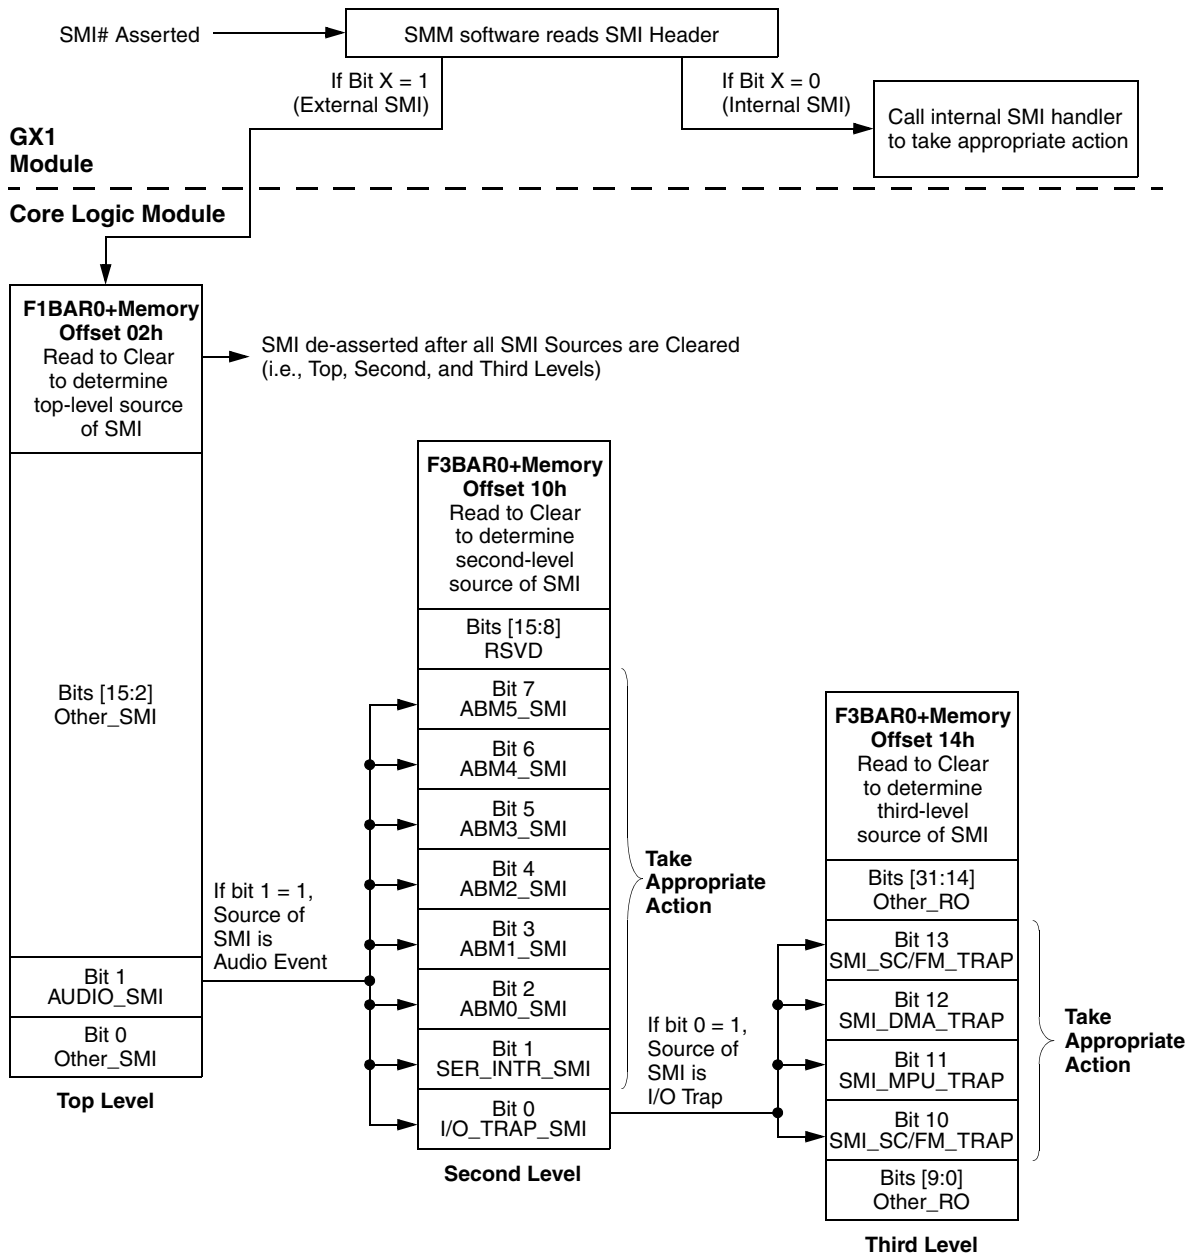 SMI# Asserted
SMM software reads SMI Header
If Bit X = 1
(External SMI)
If Bit X = 0
(Internal SMI)
Call internal SMI handler
to take appropriate action
GX1
Module
Core Logic Module
F1BAR0+Memory
Offset 02h
Read to Clear
to determine
top-level source
of SMI
SMI de-asserted after all SMI Sources are Cleared
(i.e., Top, Second, and Third Levels)
Bits [15:2]
Other_SMI
Bit 1
AUDIO_SMI
Bit 0
Other_SMI
Top Level
If bit 1 = 1,
Source of
SMI is
Audio Event
F3BAR0+Memory
Offset 10h
Read to Clear
to determine
second-level
source of SMI
Bits [15:8]
RSVD
Bit 7
ABM5_SMI
Bit 6
ABM4_SMI
Bit 5
ABM3_SMI
Bit 4
ABM2_SMI
Bit 3
ABM1_SMI
Bit 2
ABM0_SMI
Bit 1
SER_INTR_SMI
Bit 0
I/O_TRAP_SMI
Second Level
Take
Appropriate
Action
If bit 0 = 1,
Source of
SMI is
I/O Trap
F3BAR0+Memory
Offset 14h
Read to Clear
to determine
third-level
source of SMI
Bits [31:14]
Other_RO
Bit 13
SMI_SC/FM_TRAP
Bit 12
SMI_DMA_TRAP
Bit 11
SMI_MPU_TRAP
Bit 10
SMI_SC/FM_TRAP
Bits [9:0]
Other_RO
Third Level
Take
Appropriate
Action